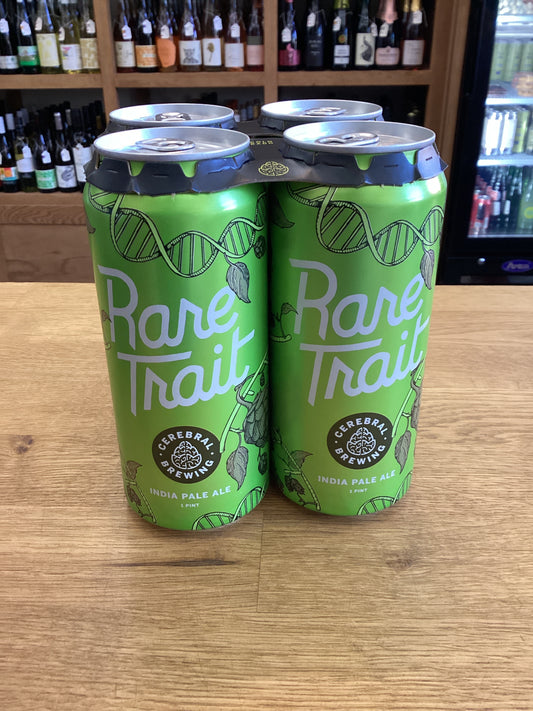 Rare
Trait
CEREBRAL
BREWING
INDIA PALE ALE
1 PINT
Rare
Trait
CEREBRAL
BREWING
INDIA PALE ALE
1 PINT